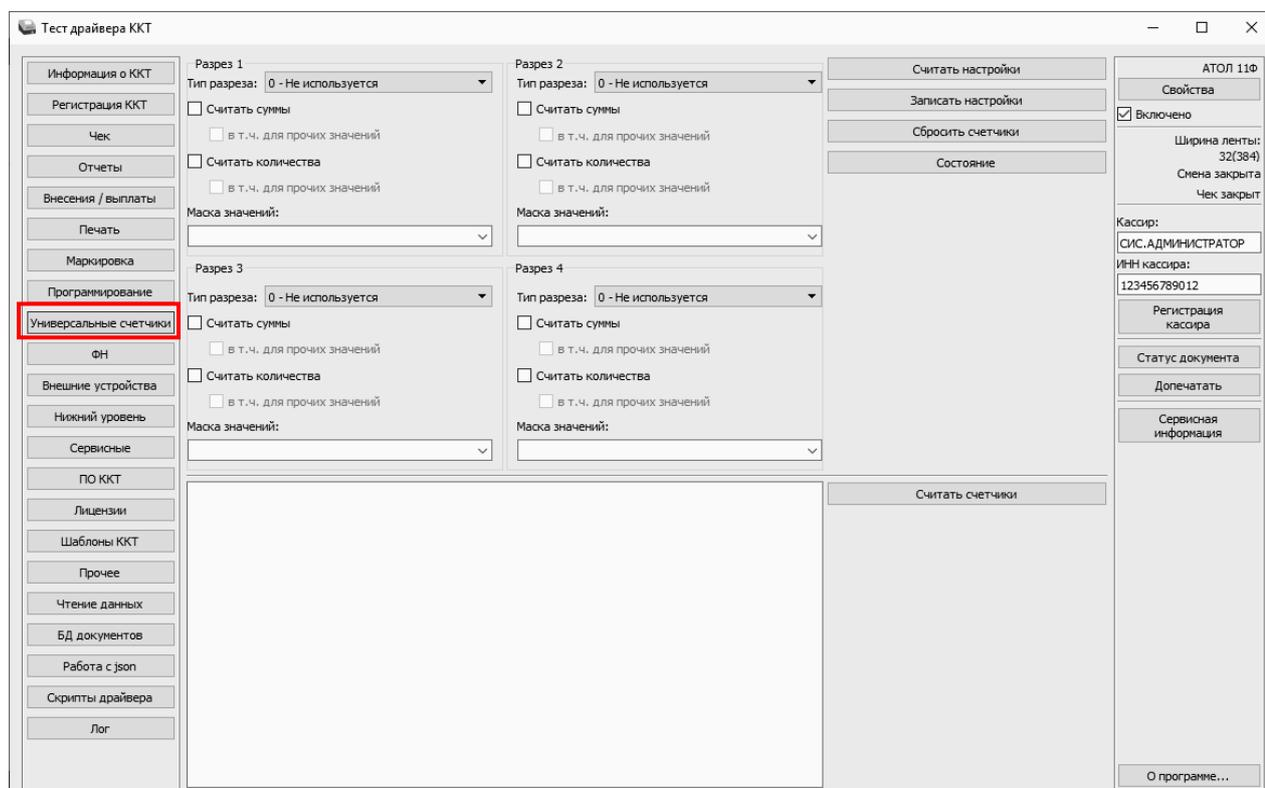 Тест драйвера ККТ
Информация о ККТ
Регистрация ККТ
Чек
Отчеты
Внесения / выплаты
Печать
Маркировка
Программирование
Универсальные счетчики
ФН
Внешние устройства
Нижний уровень
Сервисные
ПО ККТ
Лицензии
Шаблоны ККТ
Прочее
Чтение данных
БД документов
Работа с json
Скрипты драйвера
Лог
Разрез 1
Тип разреза: 0 - Не используется
Считать суммы
в т.ч. для прочих значений
Считать количества
в т.ч. для прочих значений
Маска значений:
Разрез 2
Тип разреза: 0 - Не используется
Считать суммы
в т.ч. для прочих значений
Считать количества
в т.ч. для прочих значений
Маска значений:
Разрез 3
Тип разреза: 0 - Не используется
Считать суммы
в т.ч. для прочих значений
Считать количества
в т.ч. для прочих значений
Маска значений:
Разрез 4
Тип разреза: 0 - Не используется
Считать суммы
в т.ч. для прочих значений
Считать количества
в т.ч. для прочих значений
Маска значений:
Считать настройки
Записать настройки
Сбросить счетчики
Состояние
Считать счетчики
АТОЛ 11Ф
Свойства
Включено
Ширина ленты:
32(384)
Смена закрыта
Чек закрыт
Кассир:
СИС.АДМИНИСТРАТОР
ИНН кассира:
123456789012
Регистрация
кассира
Статус документа
Допечатать
Сервисная
информация
О программе...